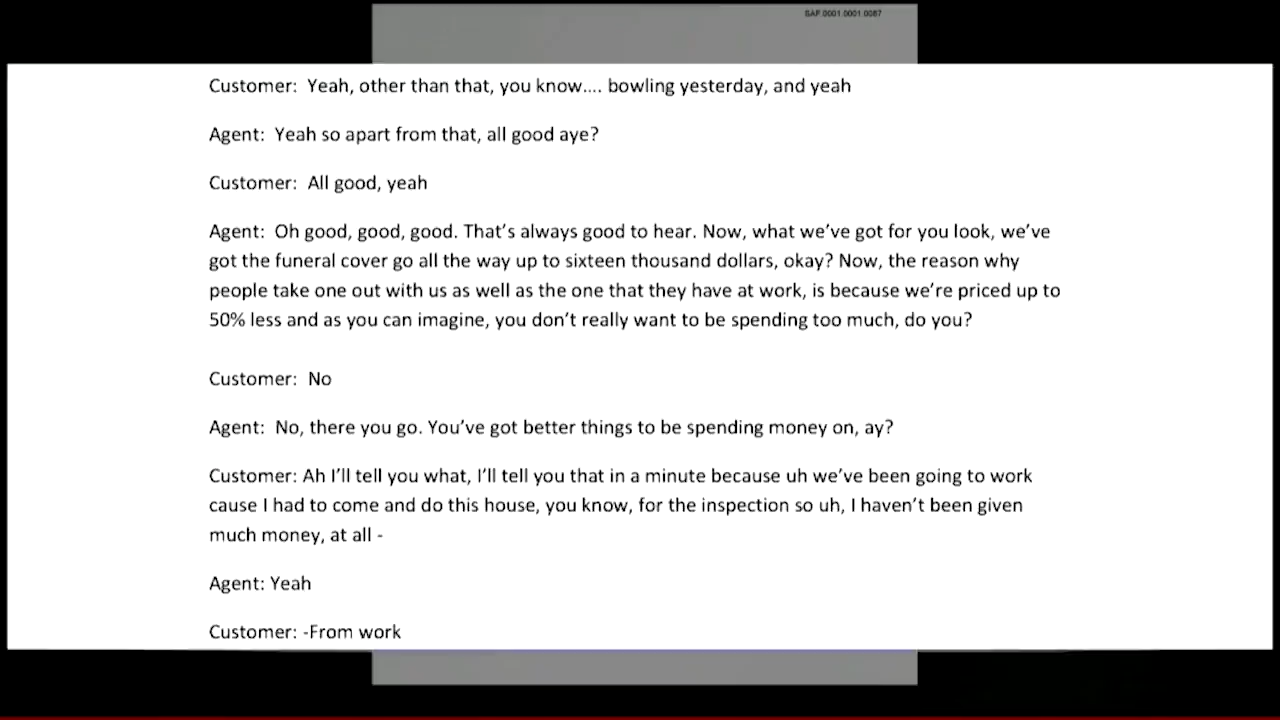 SAF.0001.0001.0087
Customer:  Yeah, other than that, you know.... bowling yesterday, and yeah
Agent:  Yeah so apart from that, all good aye?
Customer:  All good, yeah
Agent:  Oh good, good, good. That’s always good to hear. Now, what we’ve got for you look, we’ve
got the funeral cover go all the way up to sixteen thousand dollars, okay? Now, the reason why
people take one out with us as well as the one that they have at work, is because we’re priced up to
50% less and as you can imagine, you don’t really want to be spending too much, do you?
Customer:  No
Agent:  No, there you go. You’ve got better things to be spending money on, ay?
Customer: Ah I’ll tell you what, I’ll tell you that in a minute because uh we’ve been going to work
cause I had to come and do this house, you know, for the inspection so uh, I haven’t been given
much money, at all -
Agent: Yeah
Customer: -From work